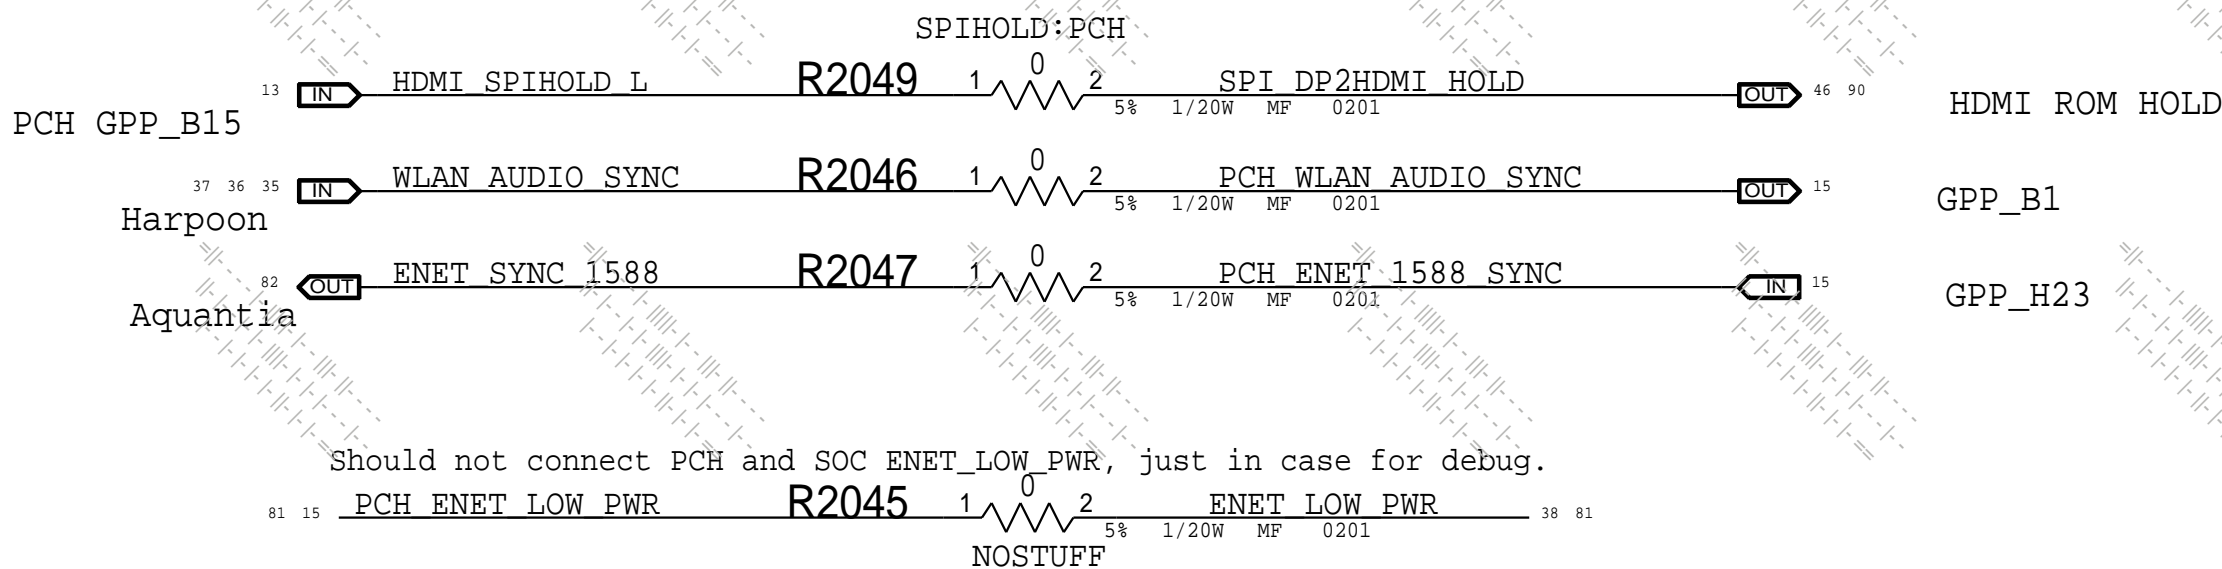 SPIHOLD:PCH
13 IN HDMI_SPIHOLD_L R2049 1 0 2 SPI_DP2HDMI_HOLD OUT 46 90
PCH GPP_B15 5% 1/20W MF 0201 HDMI ROM HOLD
37 36 35 IN WLAN_AUDIO_SYNC R2046 1 0 2 PCH_WLAN_AUDIO_SYNC OUT 15
Harpoon 5% 1/20W MF 0201 GPP_B1
82 OUT ENET_SYNC_1588 R2047 1 0 2 PCH_ENET_1588_SYNC IN 15
Aquantia 5% 1/20W MF 0201 GPP_H23
Should not connect PCH and SOC ENET_LOW_PWR, just in case for debug.
81 15 PCH_ENET_LOW_PWR R2045 1 0 2 ENET_LOW_PWR 38 81
5% 1/20W MF 0201
NOSTUFF